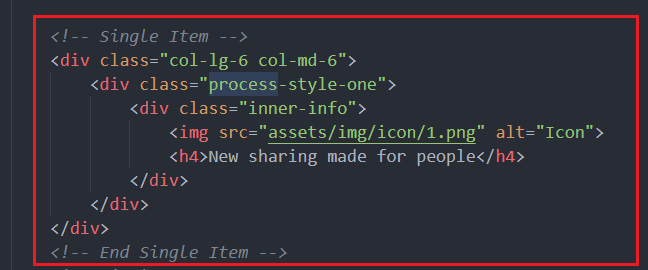 <!-- Single Item -->
<div class="col-lg-6 col-md-6">
<div class="process-style-one">
<div class="inner-info">
<img src="assets/img/icon/1.png" alt="Icon">
<h4>New sharing made for people</h4>
</div>
</div>
</div>
<!-- End Single Item -->